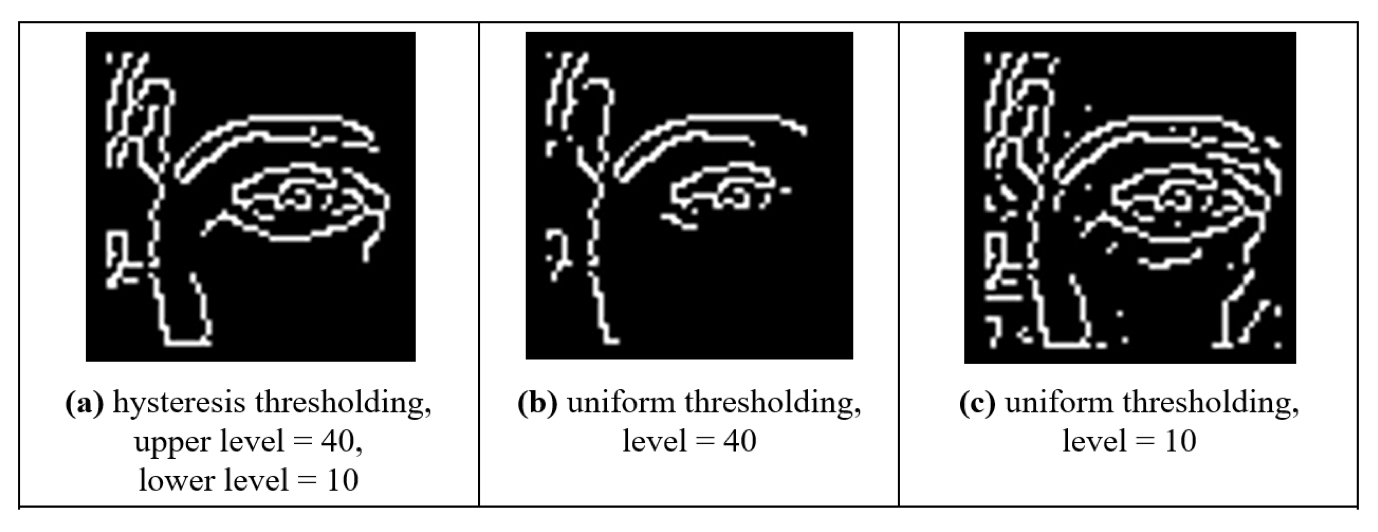 (a) hysteresis thresholding,
upper level = 40,
lower level = 10
(b) uniform thresholding,
level = 40
(c) uniform thresholding,
level = 10